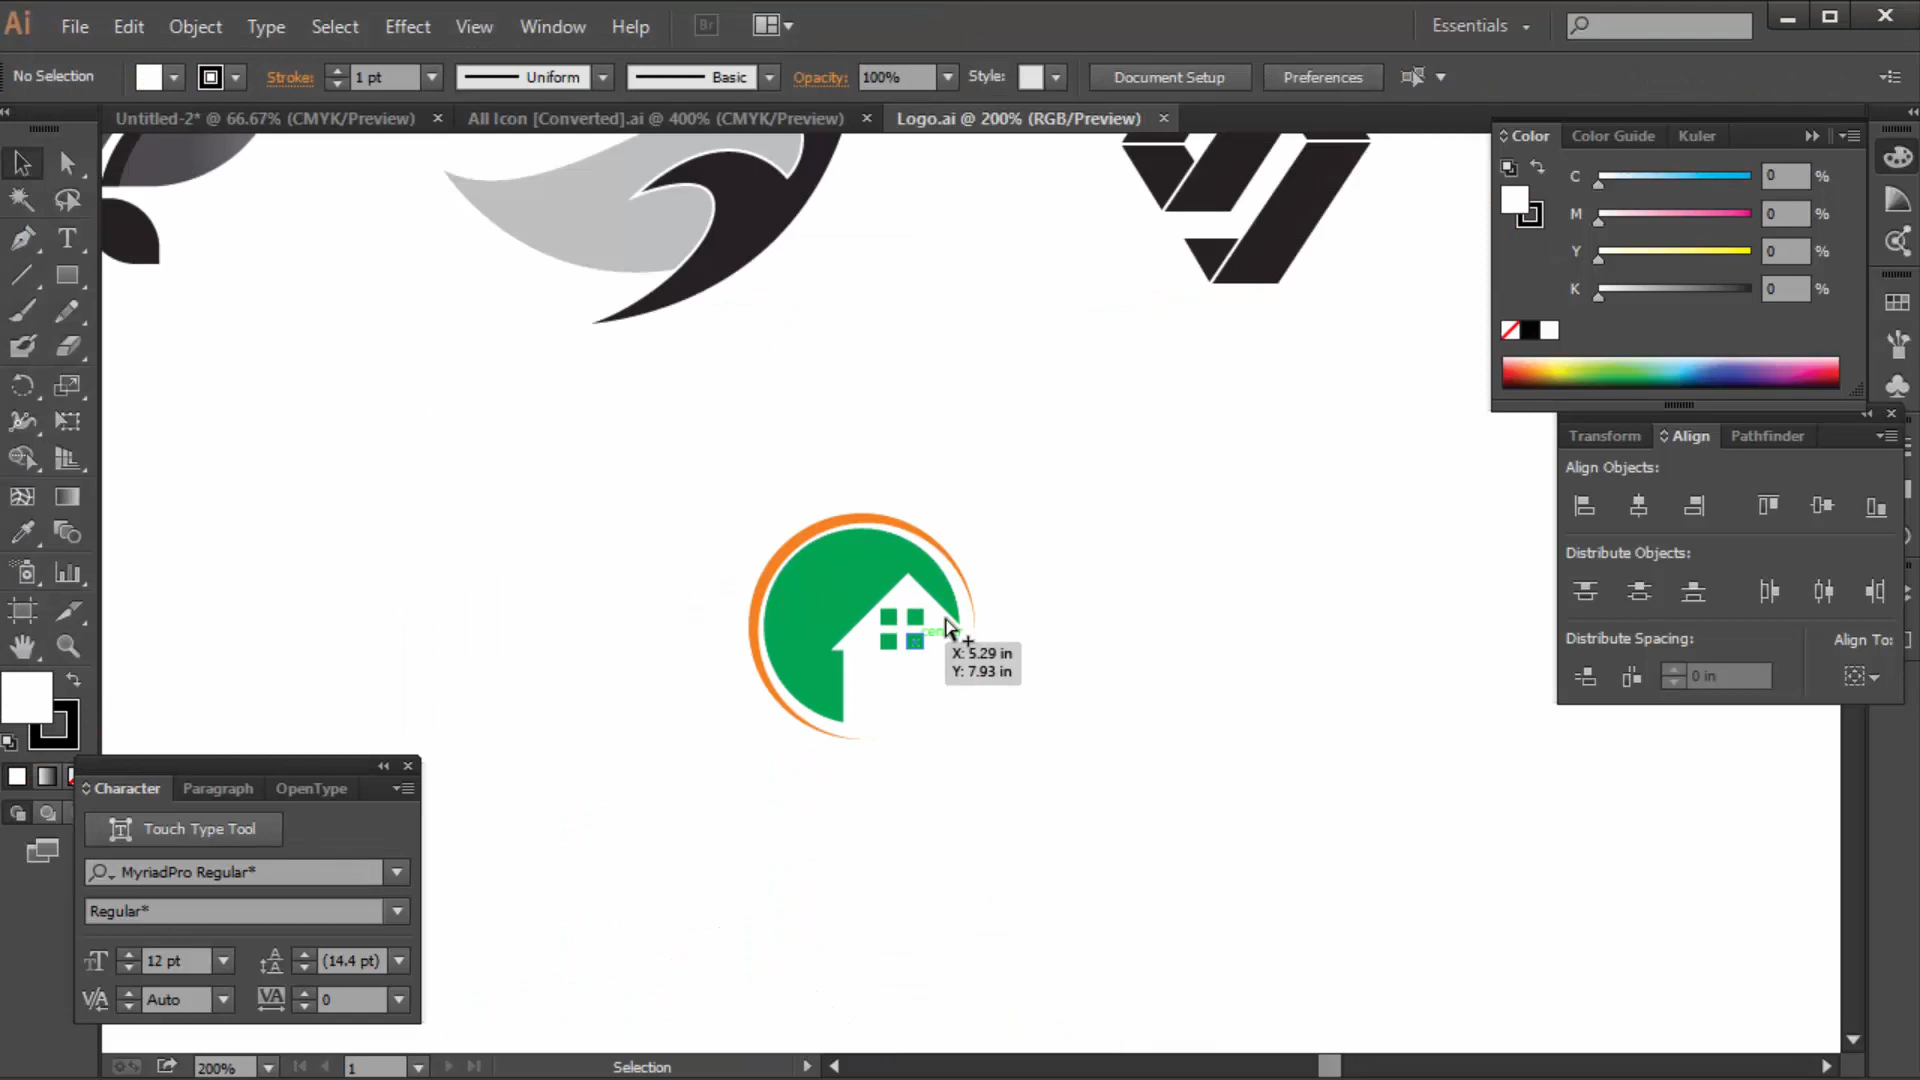 Ai File Edit Object Type Select Effect View Window Help Br Essentials
No Selection Stroke: 1 pt Uniform Basic Opacity: 100% Style: Document Setup Preferences
Untitled-2* @ 66.67% (CMYK/Preview) × All Icon [Converted].ai @ 400% (CMYK/Preview) × Logo.ai @ 200% (RGB/Preview) ×
Color Color Guide Kuler
C 0 %
M 0 %
Y 0 %
K 0 %
Transform Align Pathfinder
Align Objects:
Distribute Objects:
Distribute Spacing: Align To:
0 in
center
X: 5.29 in
Y: 7.93 in
Character Paragraph OpenType
Touch Type Tool
MyriadPro Regular*
Regular*
12 pt (14.4 pt)
Auto 0
200% 1 Selection